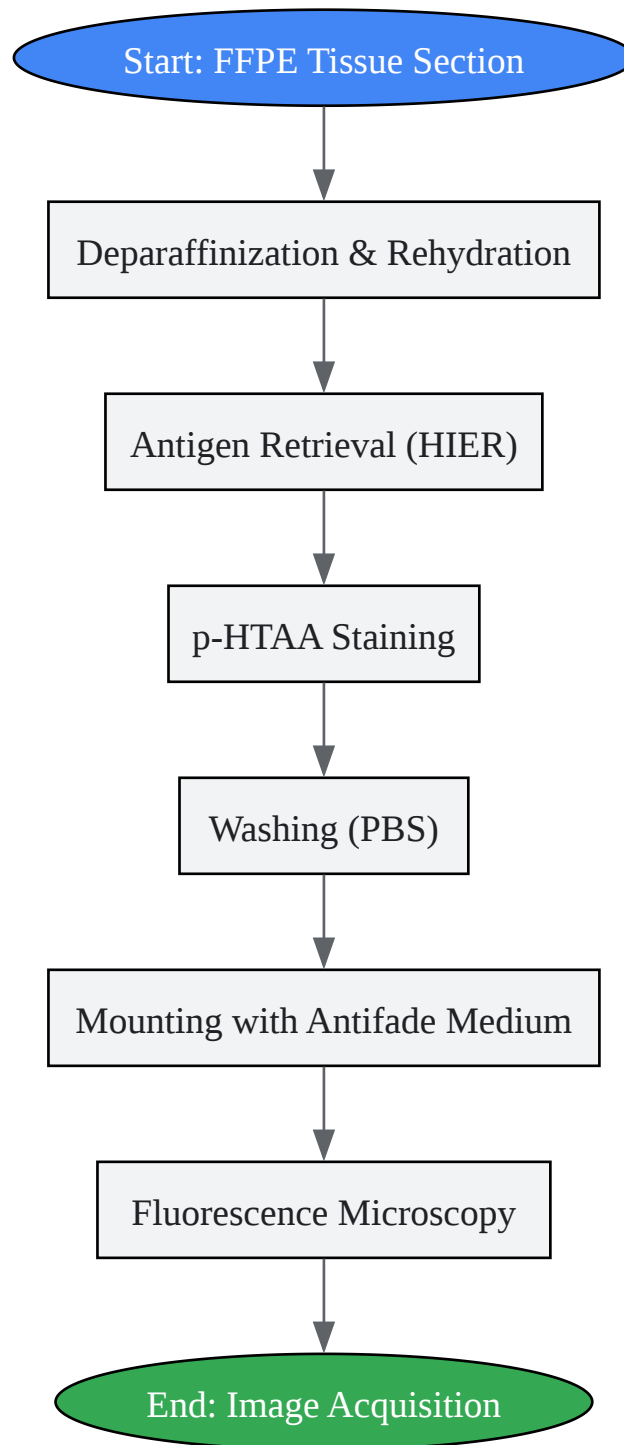 Start: FFPE Tissue Section
Deparaffinization & Rehydration
Antigen Retrieval (HIER)
p-HTAA Staining
Washing (PBS)
Mounting with Antifade Medium
Fluorescence Microscopy
End: Image Acquisition